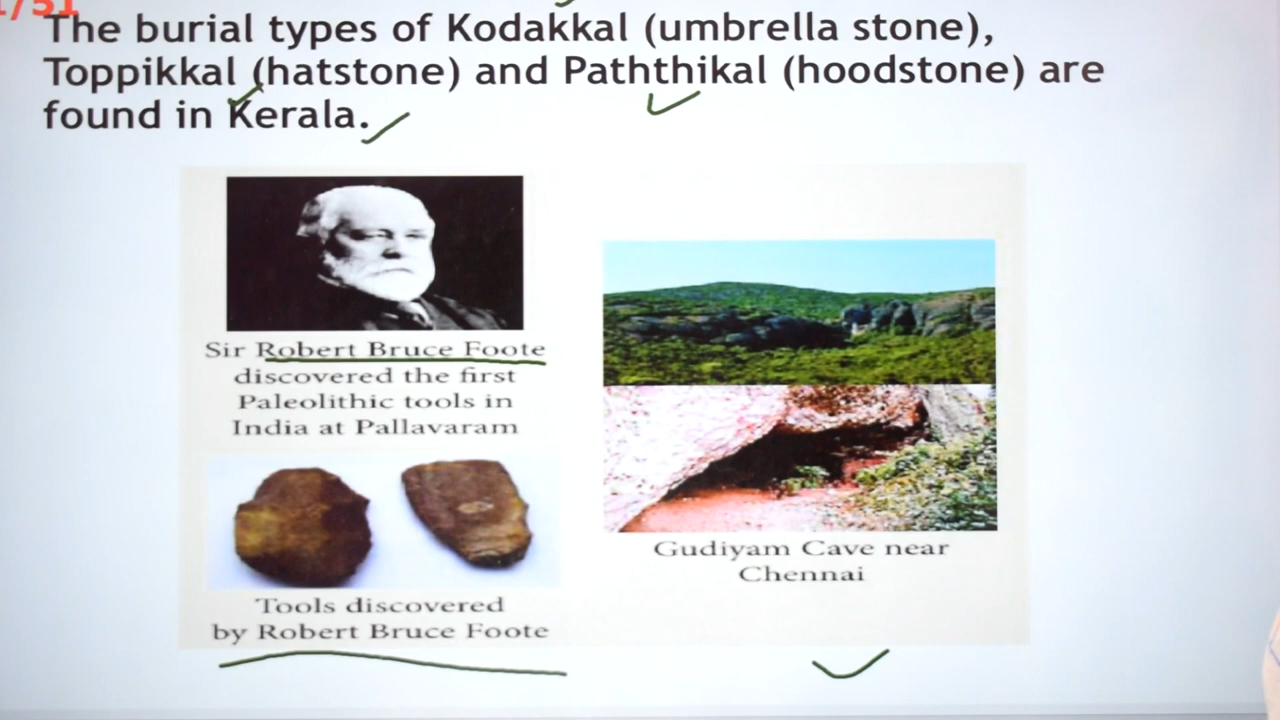 1/51
The burial types of Kodakkal (umbrella stone),
Toppikkal (hatstone) and Paththikal (hoodstone) are
found in Kerala.
Sir Robert Bruce Foote
discovered the first
Paleolithic tools in
India at Pallavaram
Tools discovered
by Robert Bruce Foote
Gudiyam Cave near
Chennai